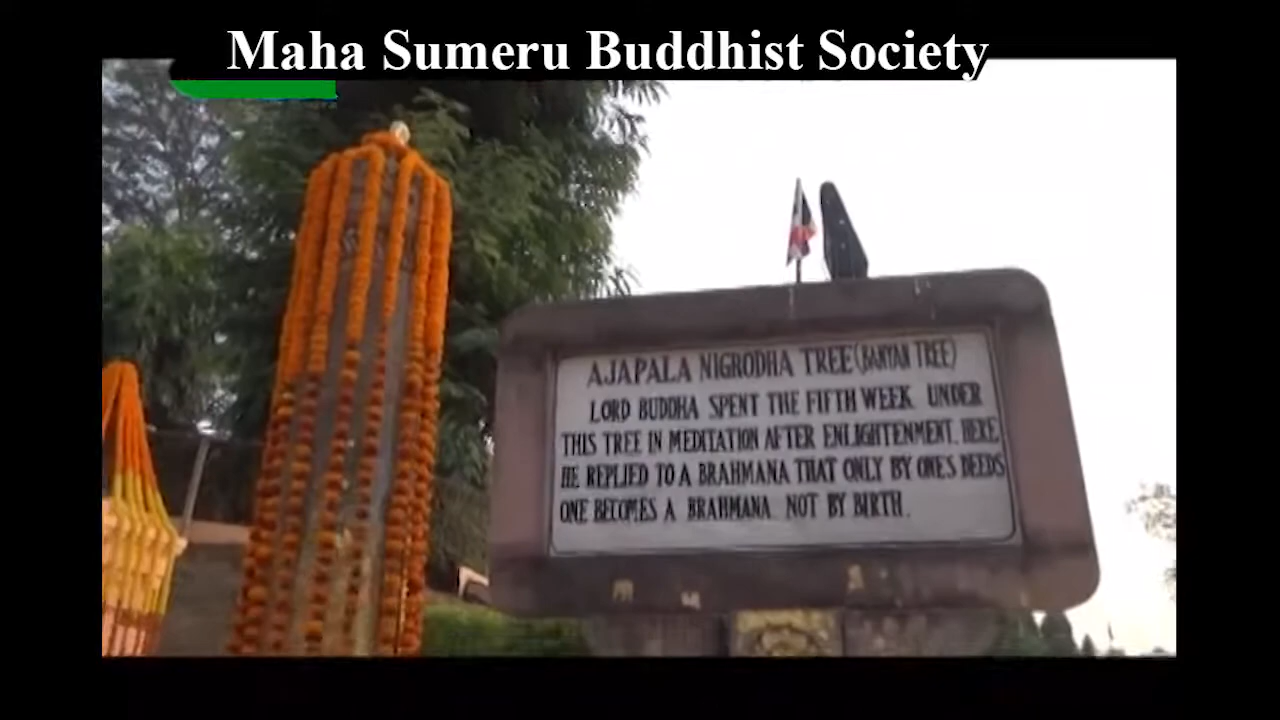 Maha Sumeru Buddhist Society
AJAPALA NIGRODHA TREE (BANYAN TREE)
LORD BUDDHA SPENT THE FIFTH WEEK UNDER
THIS TREE IN MEDITATION AFTER ENLIGHTENMENT. HERE
HE REPLIED TO A BRAHMANA THAT ONLY BY ONES DEEDS
ONE BECOMES A BRAHMANA NOT BY BIRTH.